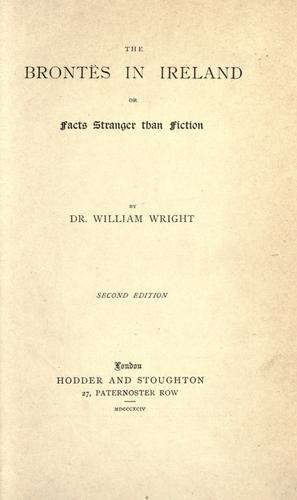 THE
BRONTËS IN IRELAND
OR
Facts Stranger than Fiction
BY
DR. WILLIAM WRIGHT
SECOND EDITION
London
HODDER AND STOUGHTON
27, PATERNOSTER ROW
MDCCCXCIV